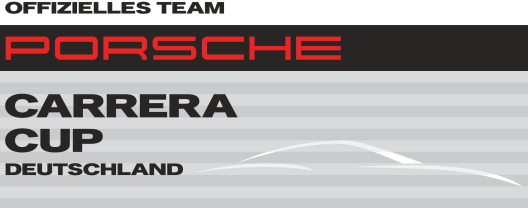 OFFIZIELLES TEAM
PORSCHE
CARRERA
CUP
DEUTSCHLAND